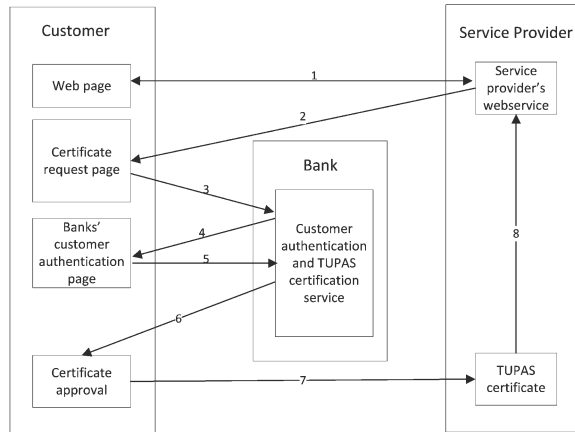 Customer
Service Provider
Web page
1
Service
provider's
webservice
2
Certificate
request page
3
Bank
4
Banks'
customer
authentication
page
5
Customer
authentication
and TUPAS
certification
service
8
6
Certificate
approval
7
TUPAS
certificate